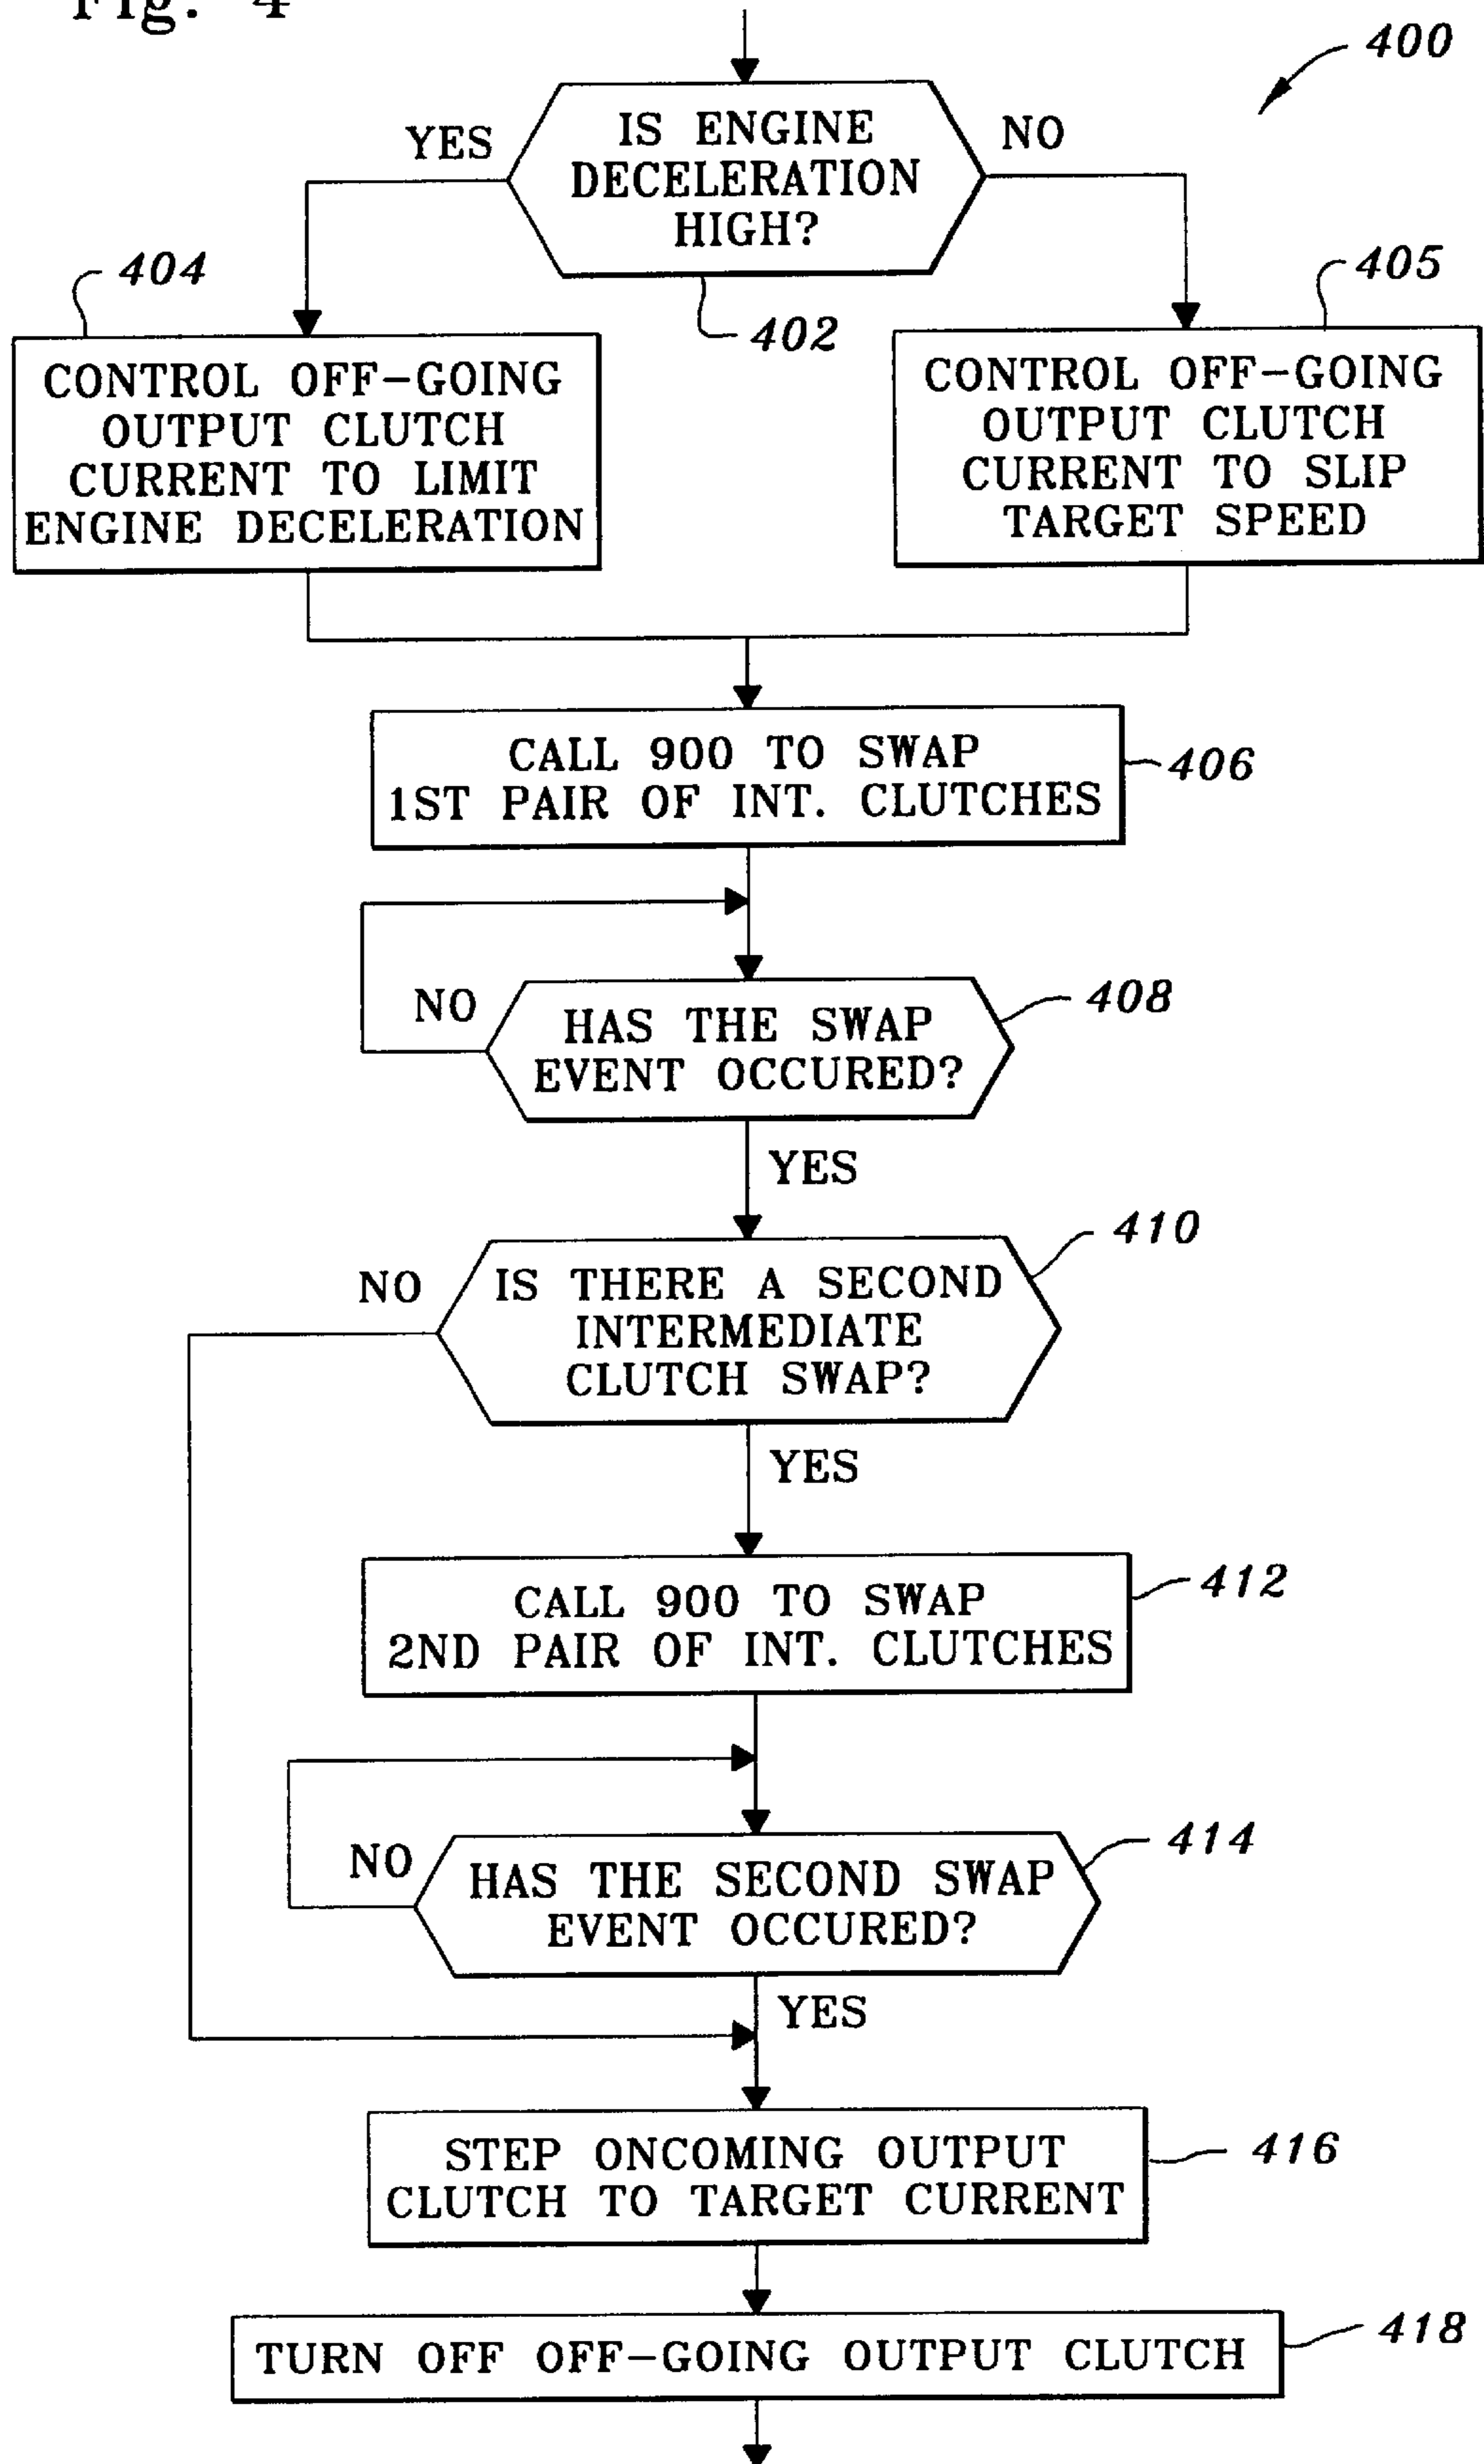 Fig. 4
400
YES
IS ENGINE
DECELERATION
HIGH?
NO
404
402
405
CONTROL OFF-GOING
OUTPUT CLUTCH
CURRENT TO LIMIT
ENGINE DECELERATION
CONTROL OFF-GOING
OUTPUT CLUTCH
CURRENT TO SLIP
TARGET SPEED
CALL 900 TO SWAP
1ST PAIR OF INT. CLUTCHES
406
NO
HAS THE SWAP
EVENT OCCURED?
408
YES
410
NO
IS THERE A SECOND
INTERMEDIATE
CLUTCH SWAP?
YES
CALL 900 TO SWAP
2ND PAIR OF INT. CLUTCHES
412
NO
HAS THE SECOND SWAP
EVENT OCCURED?
414
YES
STEP ONCOMING OUTPUT
CLUTCH TO TARGET CURRENT
416
TURN OFF OFF-GOING OUTPUT CLUTCH
418